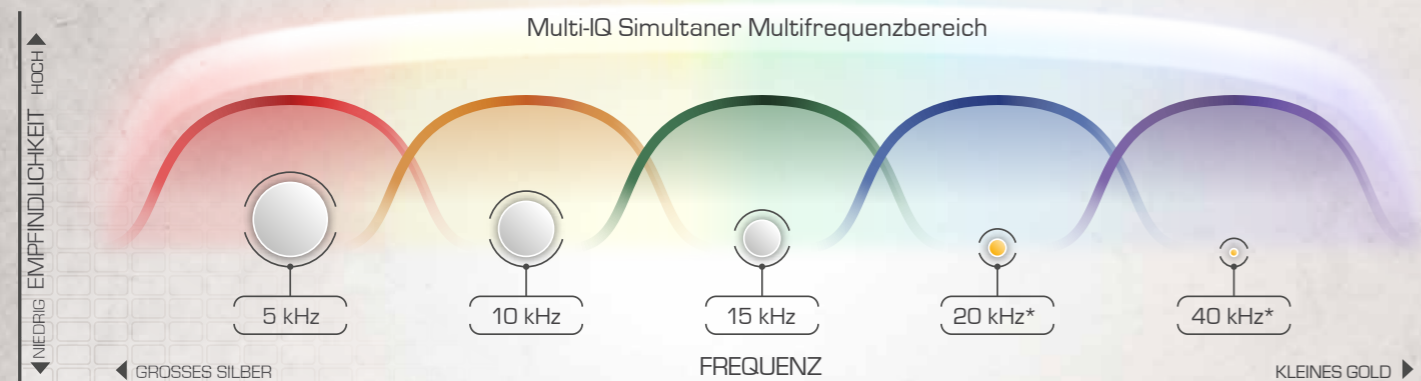 Multi-IQ Simultaner Multifrequenzbereich
HOCH
EMPFINDLICHKEIT
NIEDRIG
5 kHz
10 kHz
15 kHz
20 kHz*
40 kHz*
GROSSES SILBER
FREQUENZ
KLEINES GOLD